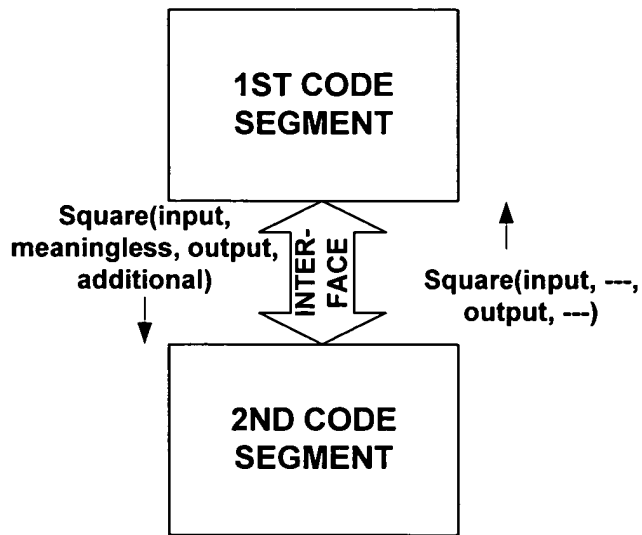 1ST CODE
SEGMENT
Square(input,
meaningless, output,
additional)
INTER-
FACE
Square(input, ---,
output, ---)
2ND CODE
SEGMENT